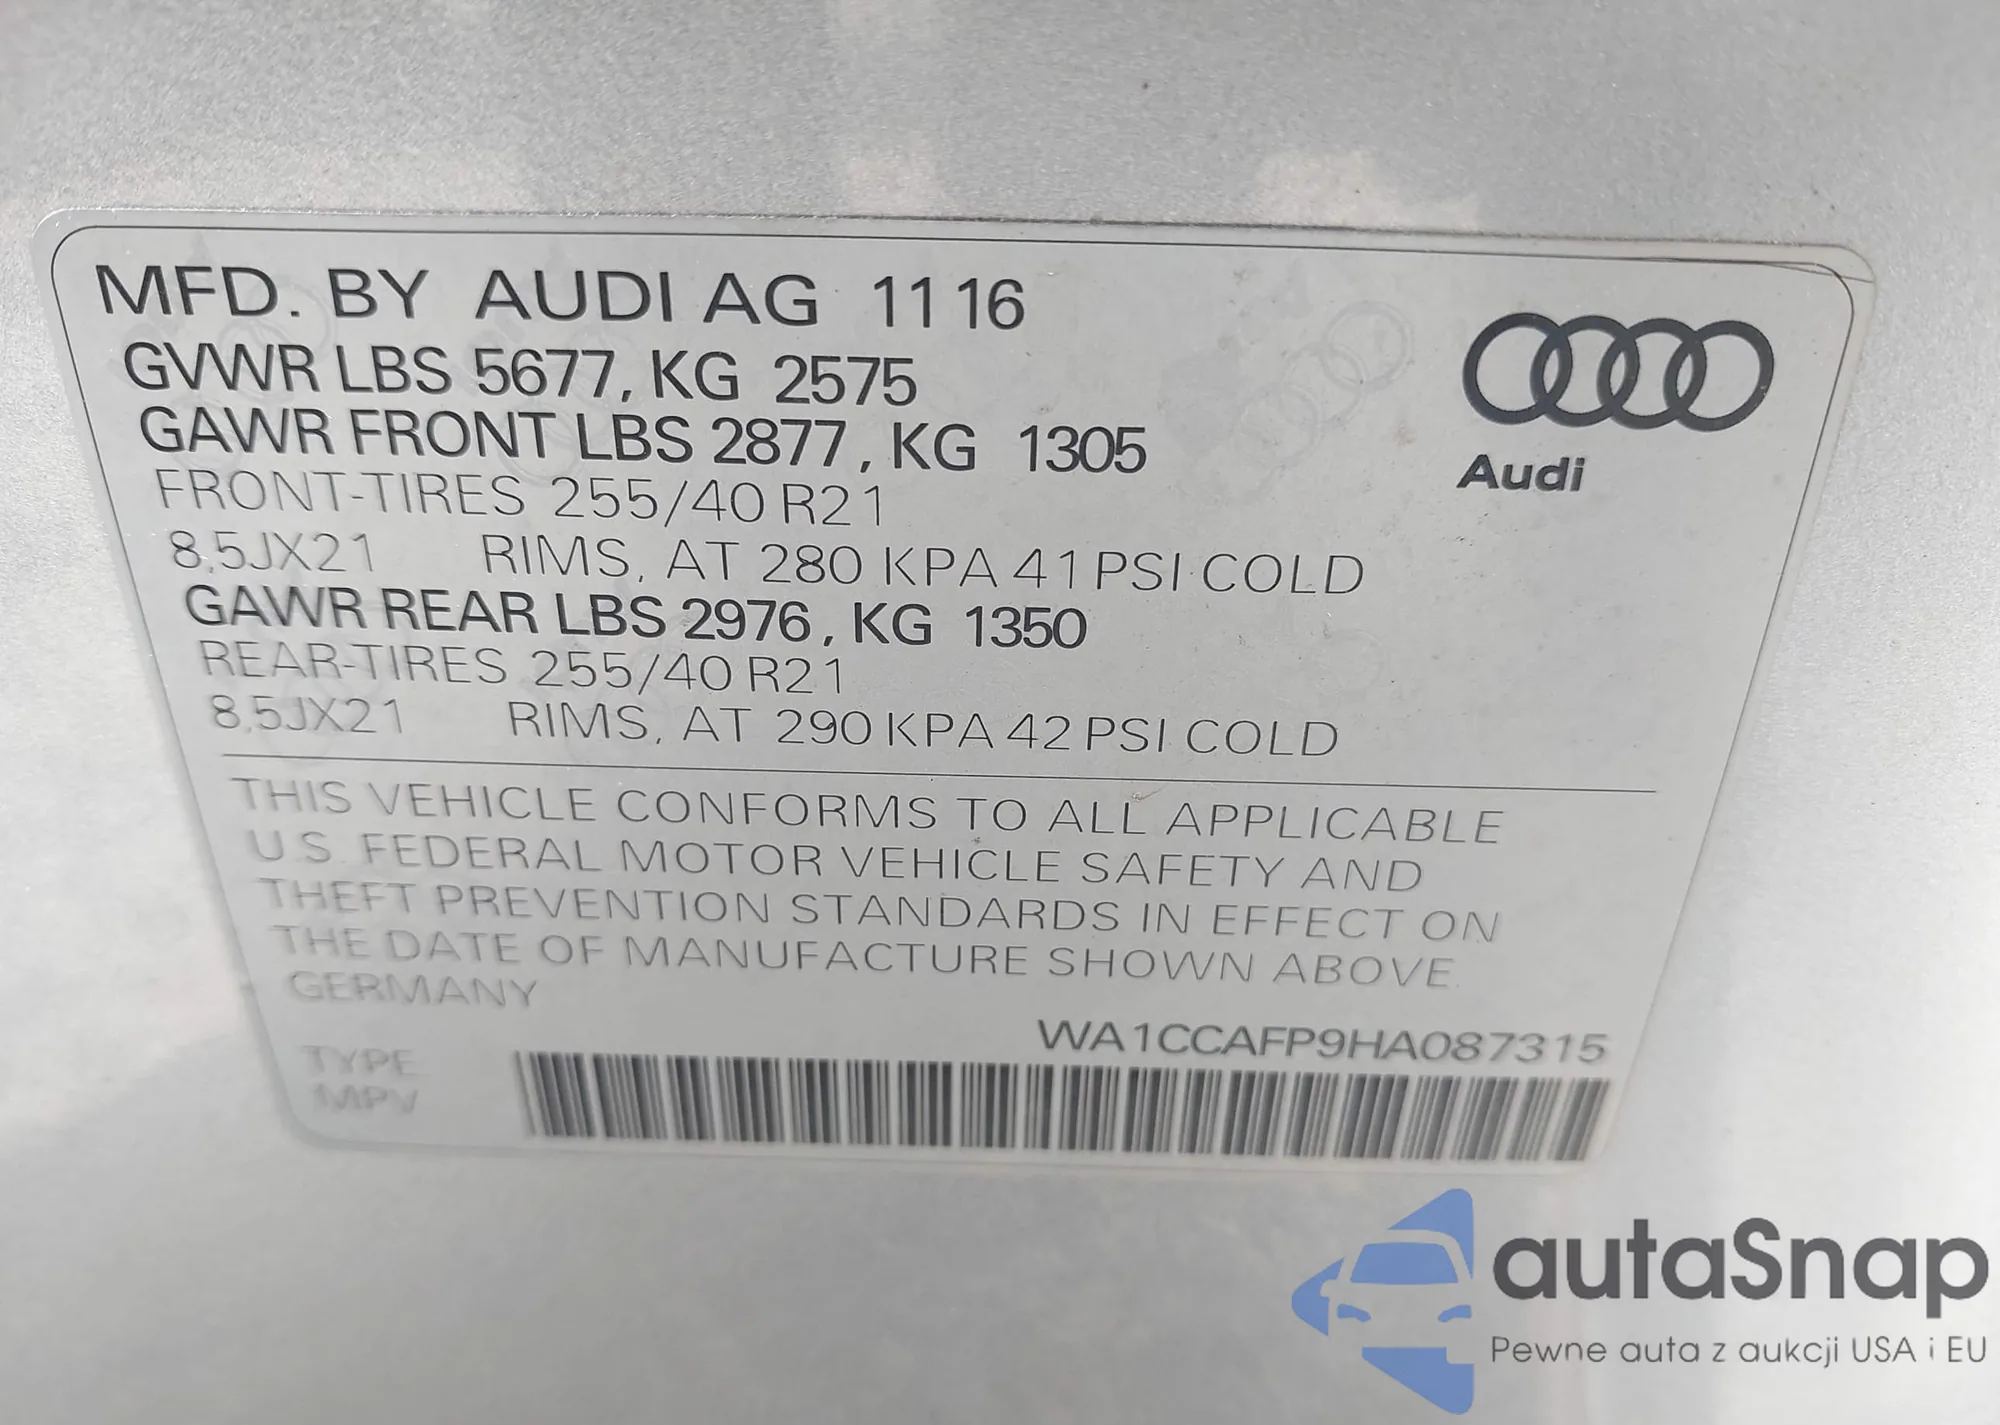 MFD. BY AUDI AG 11 16
GVWR LBS 5677, KG 2575
GAWR FRONT LBS 2877, KG 1305
FRONT-TIRES 255/40 R21
8,5JX21 RIMS, AT 280 KPA 41 PSI COLD
GAWR REAR LBS 2976, KG 1350
REAR-TIRES 255/40 R21
8,5JX21 RIMS, AT 290 KPA 42 PSI COLD
Audi
THIS VEHICLE CONFORMS TO ALL APPLICABLE
U.S. FEDERAL MOTOR VEHICLE SAFETY AND
THEFT PREVENTION STANDARDS IN EFFECT ON
THE DATE OF MANUFACTURE SHOWN ABOVE.
GERMANY
WA1CCAFP9HA087315
TYPE
MPV
autaSnap
Pewne auta z aukcji USA i EU